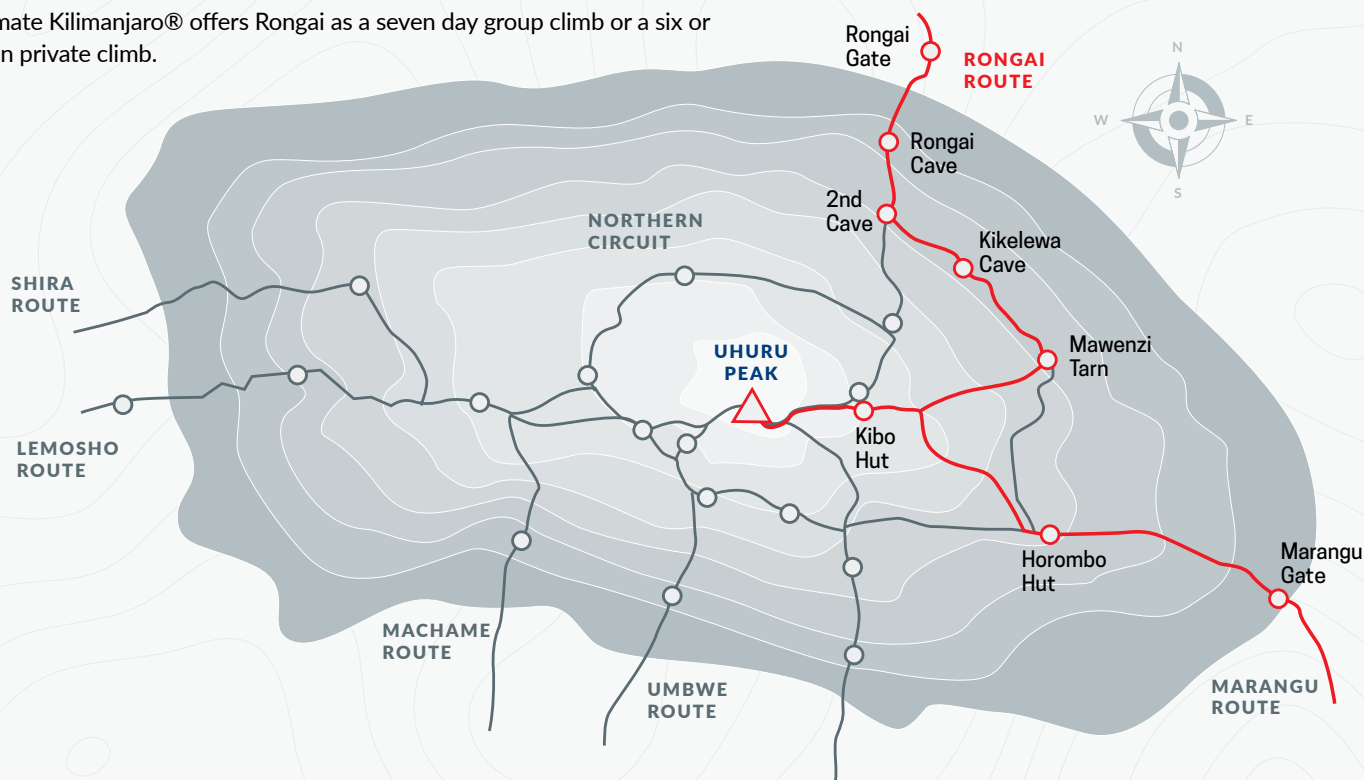 mate Kilimanjaro® offers Rongai as a seven day group climb or a six or
n private climb.
Rongai
Gate
RONGAI
ROUTE
N
W
E
S
Rongai
Cave
2nd
Cave
NORTHERN
CIRCUIT
Kikelewa
Cave
SHIRA
ROUTE
UHURU
PEAK
Mawenzi
Tarn
LEMOSHO
ROUTE
Kibo
Hut
Horombo
Hut
Marangu
Gate
MACHAME
ROUTE
UMBWE
ROUTE
MARANGU
ROUTE